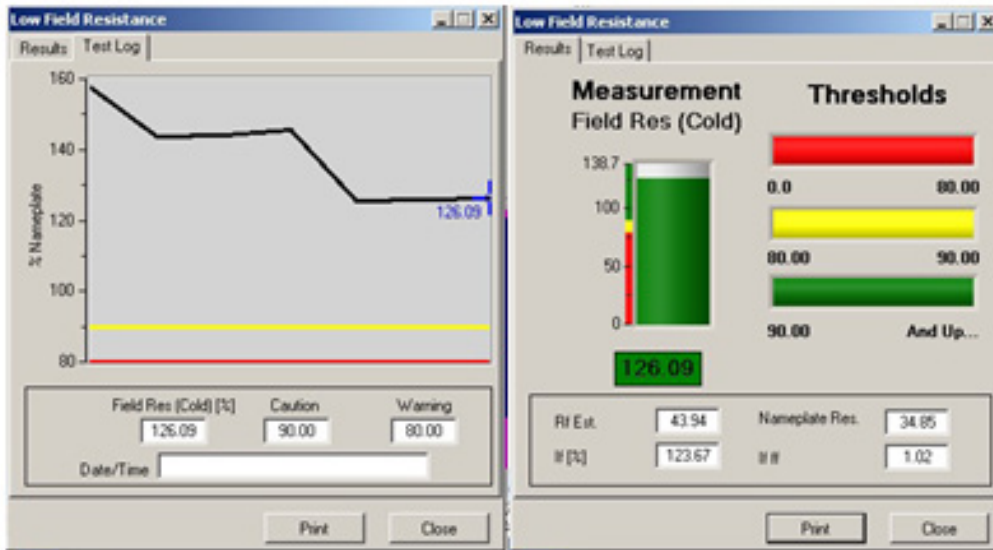 Low Field Resistance
Results Test Log
160
140
120
100
80
% Nameplate
126.09
Field Res (Cold) [%] Caution Warning
126.09 90.00 80.00
Date/Time
Print Close
Low Field Resistance
Results Test Log
Measurement
Field Res (Cold)
138.7
100
50
0
126.09
Thresholds
0.0 80.00
80.00 90.00
90.00 And Up...
Rf Est. 43.94 Nameplate Res. 34.85
If [%] 123.67 If ff 1.02
Print Close